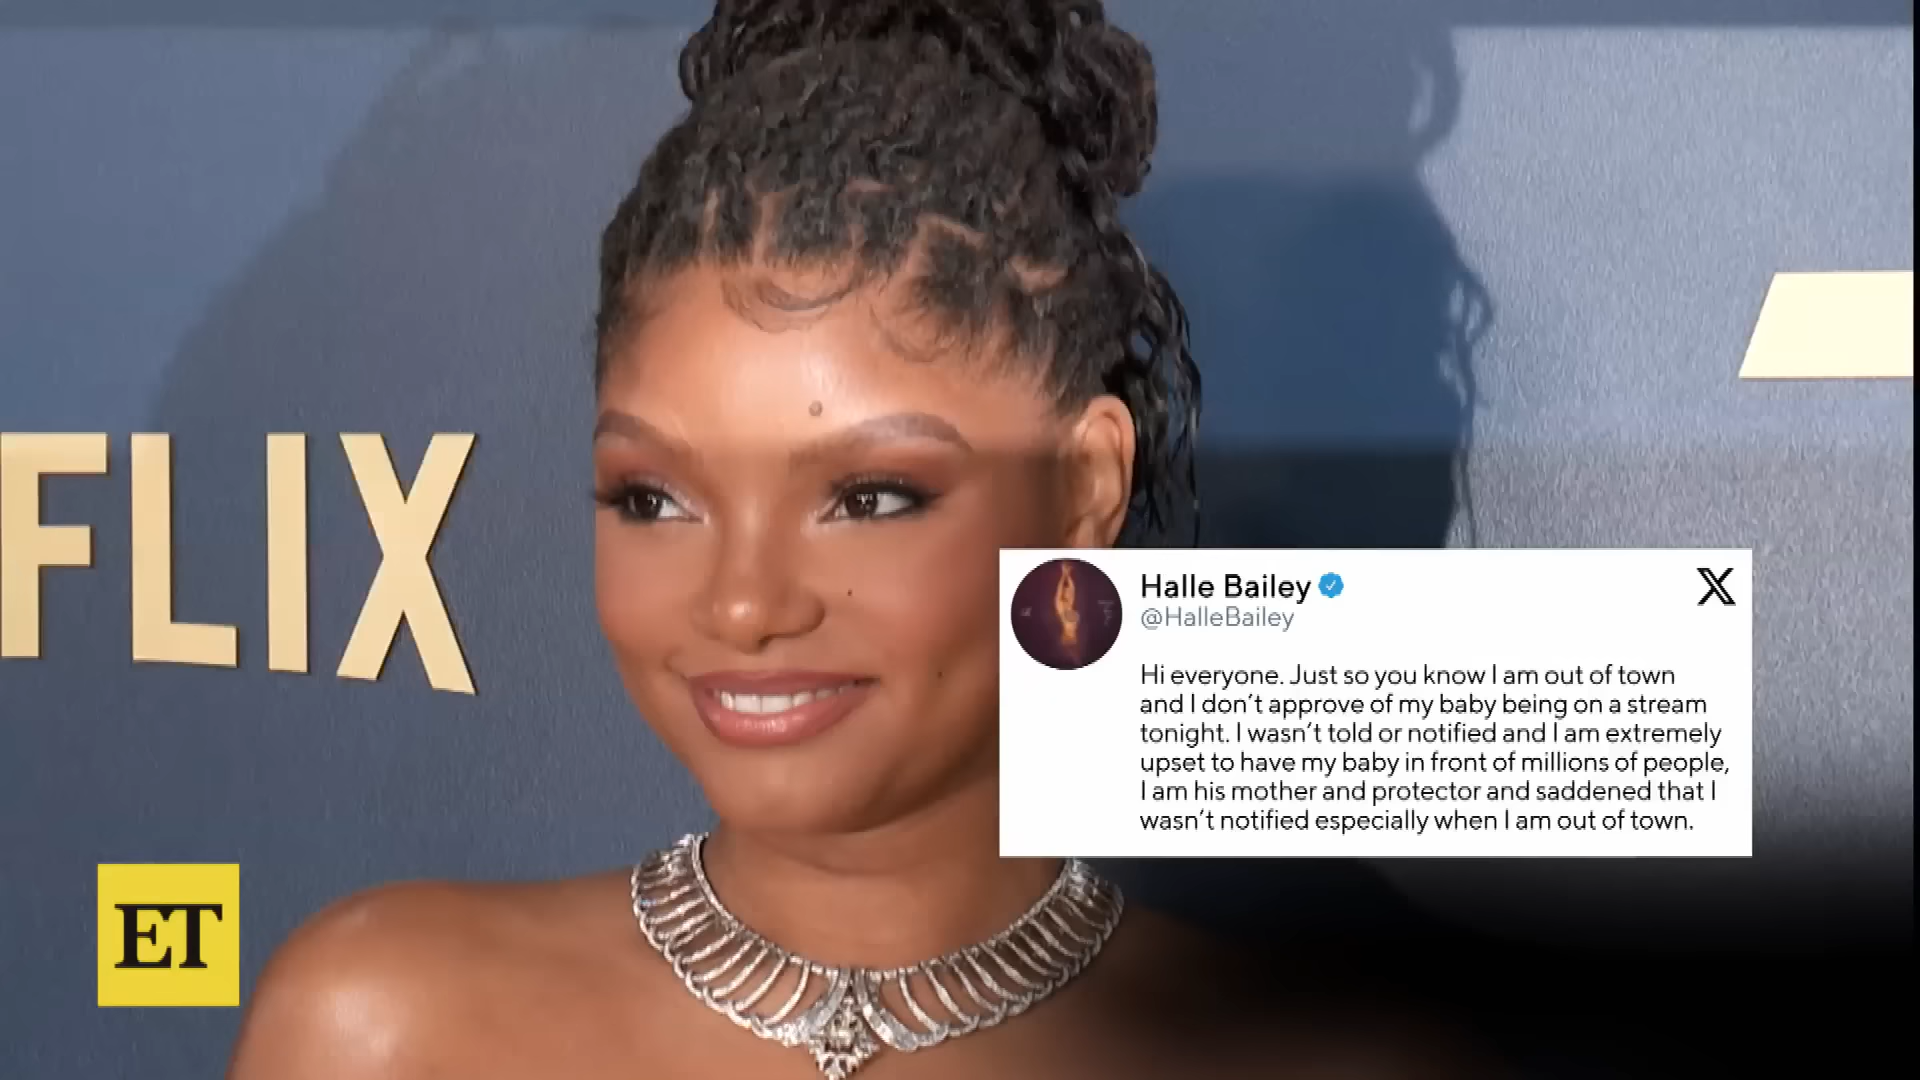 FLIX
Halle Bailey
@HalleBailey
X
Hi everyone. Just so you know I am out of town
and I don't approve of my baby being on a stream
tonight. I wasn't told or notified and I am extremely
upset to have my baby in front of millions of people,
I am his mother and protector and saddened that I
wasn't notified especially when I am out of town.
ET